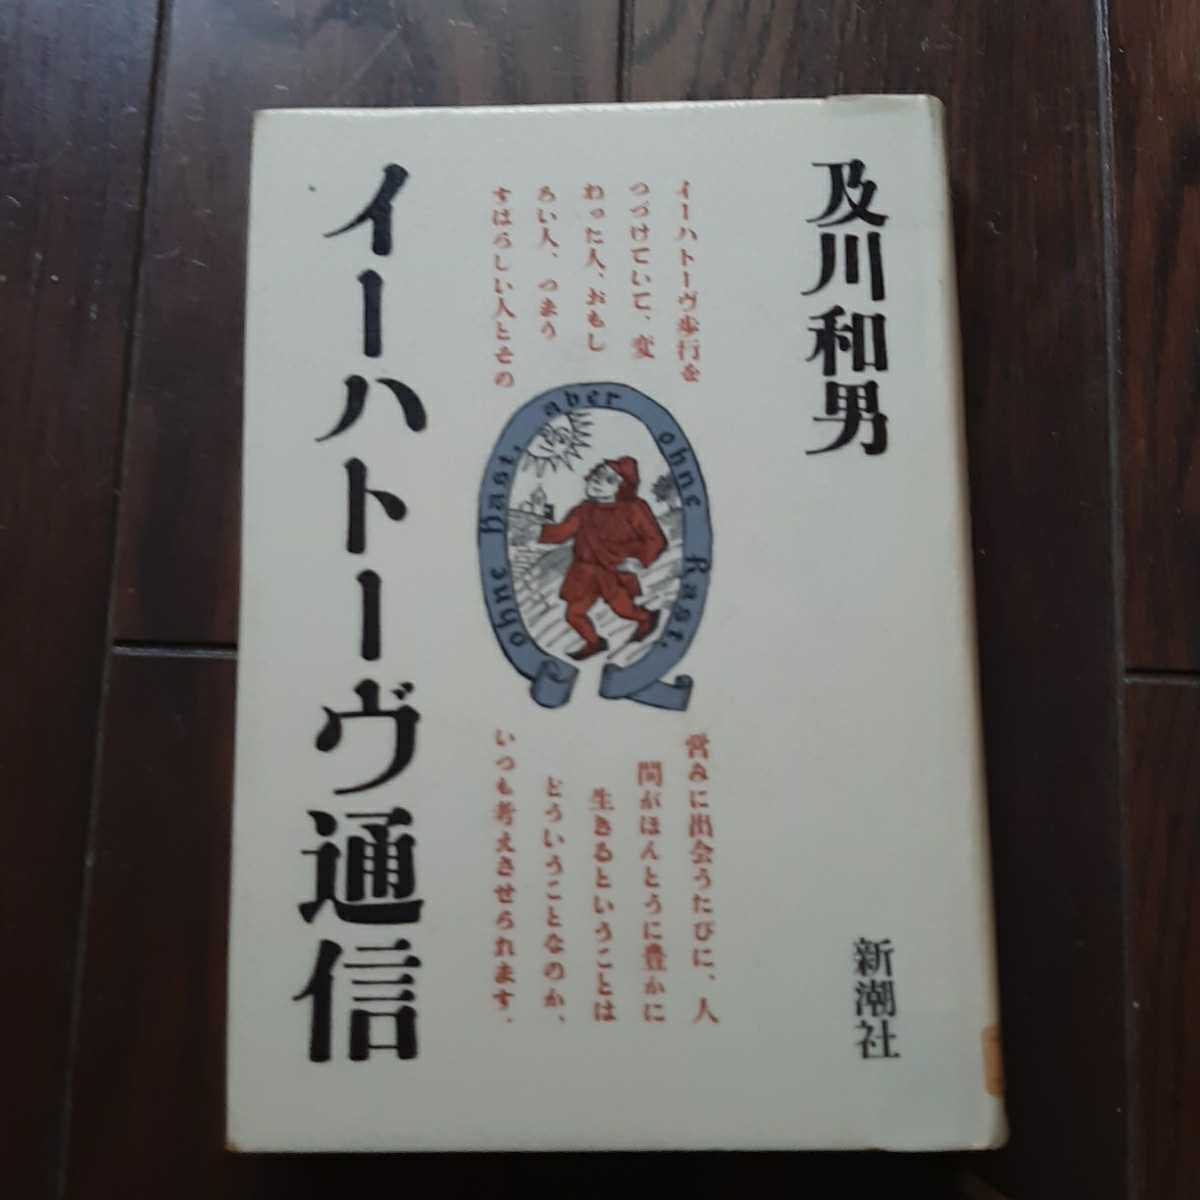 及川和男
イーハトーヴ歩行を
つづけていて、変
わった人、おもし
ろい人、つまり
すばらしい人とその
ohne Hast, aber ohne Rast.
営みに出会うたびに、人
間がほんとうに豊かに
生きるということは
どういうことなのか、
いつも考えさせられます。
イーハトーヴ通信
新潮社